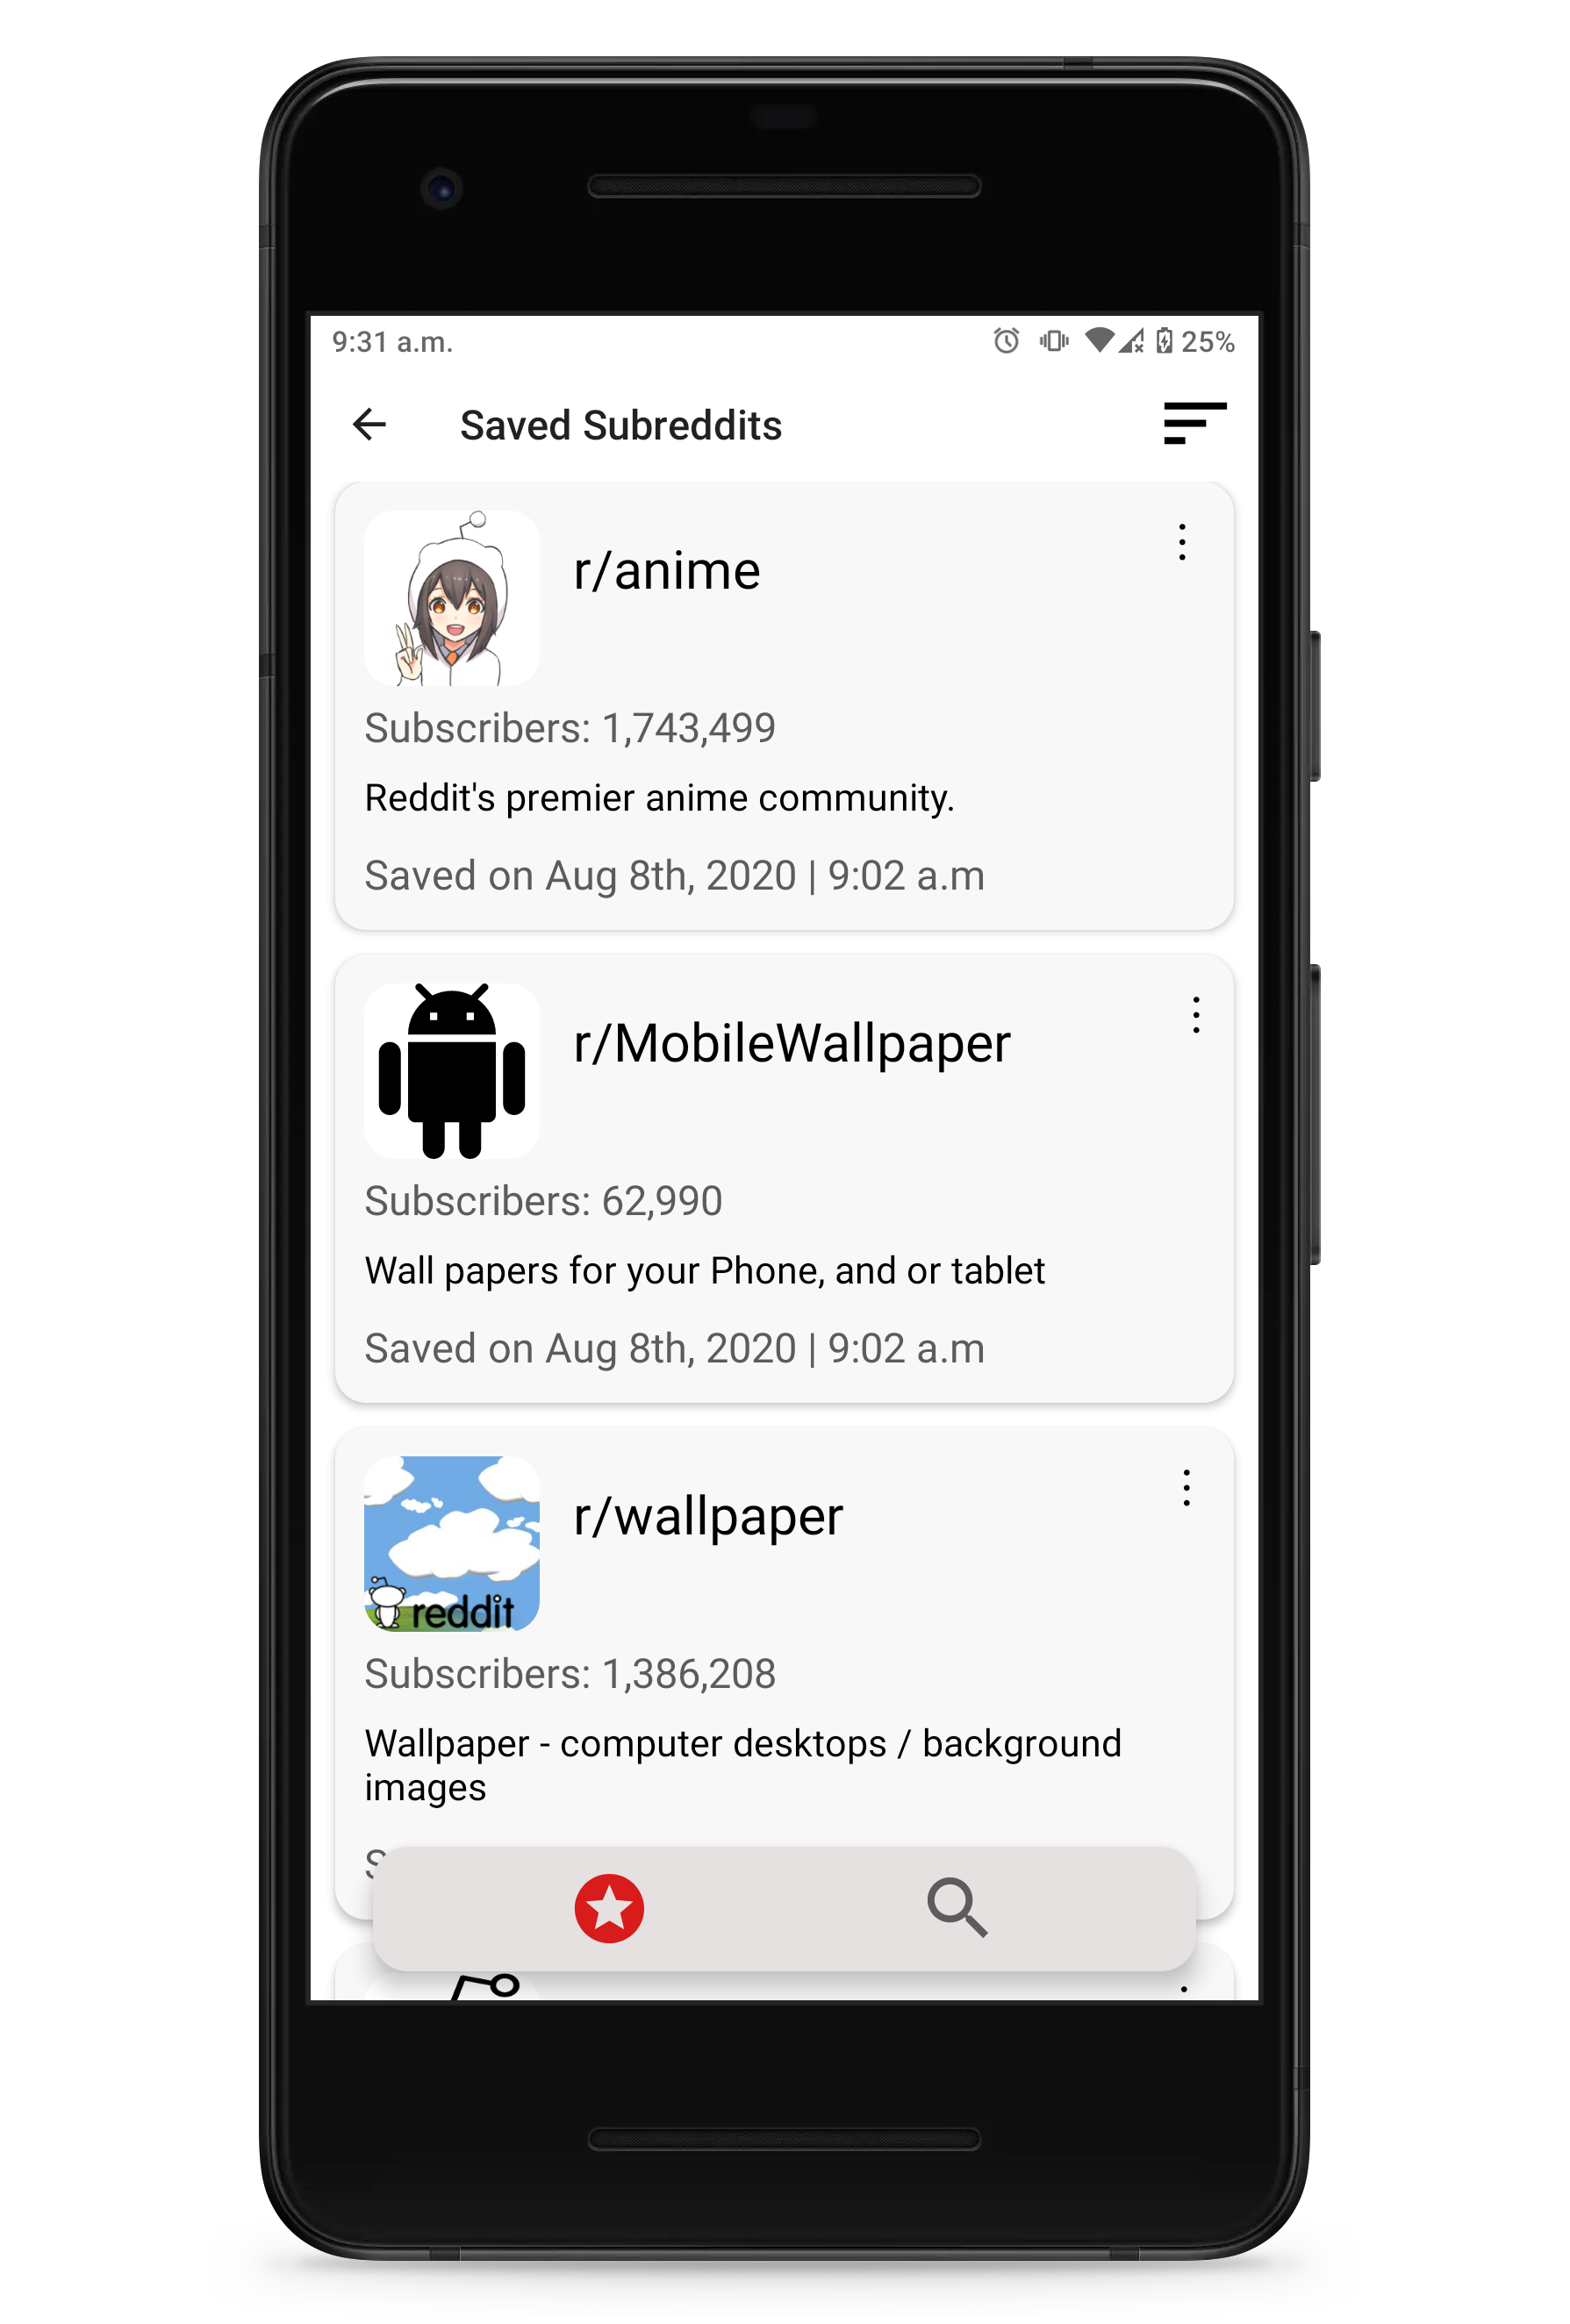 9:31 a.m.
25%
Saved Subreddits
r/anime
Subscribers: 1,743,499
Reddit's premier anime community.
Saved on Aug 8th, 2020 | 9:02 a.m
r/MobileWallpaper
Subscribers: 62,990
Wall papers for your Phone, and or tablet
Saved on Aug 8th, 2020 | 9:02 a.m
reddit
r/wallpaper
Subscribers: 1,386,208
Wallpaper - computer desktops / background
images